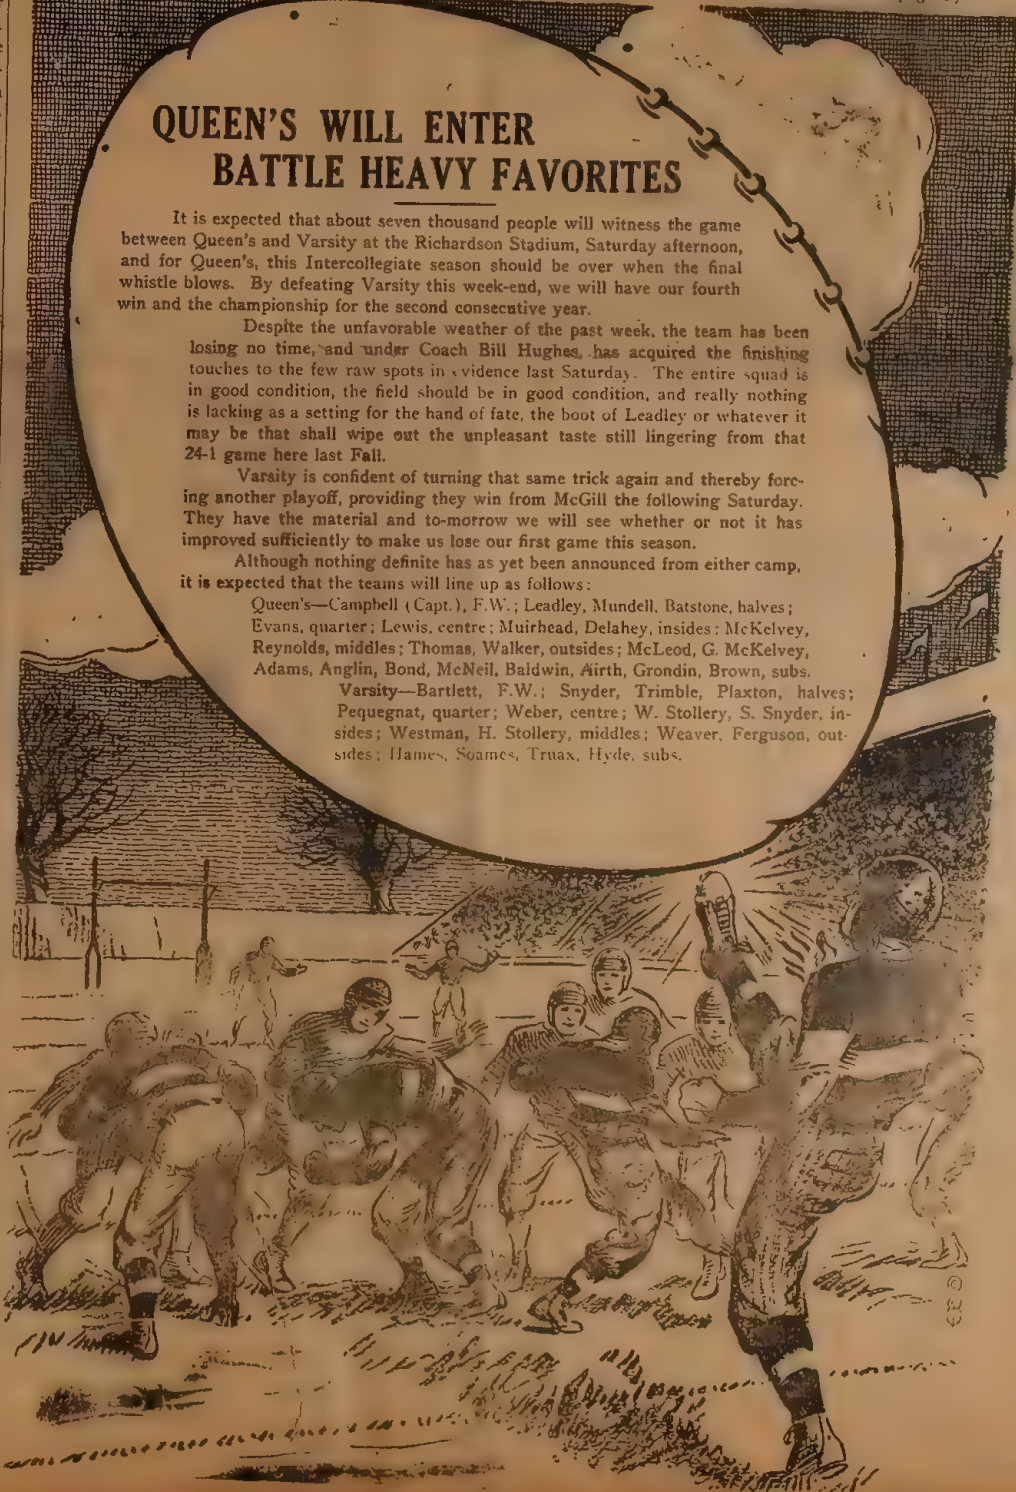 QUEEN'S WILL ENTER
BATTLE HEAVY FAVORITES
It is expected that about seven thousand people will witness the game
between Queen's and Varsity at the Richardson Stadium, Saturday afternoon,
and for Queen's, this Intercollegiate season should be over when the final
whistle blows. By defeating Varsity this week-end, we will have our fourth
win and the championship for the second consecutive year.
Despite the unfavorable weather of the past week, the team has been
losing no time, and under Coach Bill Hughes, has acquired the finishing
touches to the few raw spots in evidence last Saturday. The entire squad is
in good condition, the field should be in good condition, and really nothing
is lacking as a setting for the hand of fate, the boot of Leadley or whatever it
may be that shall wipe out the unpleasant taste still lingering from that
24-1 game here last Fall.
Varsity is confident of turning that same trick again and thereby forc-
ing another playoff, providing they win from McGill the following Saturday.
They have the material and to-morrow we will see whether or not it has
improved sufficiently to make us lose our first game this season.
Although nothing definite has as yet been announced from either camp,
it is expected that the teams will line up as follows:
Queen's—Campbell (Capt.), F.W.; Leadley, Mundell, Batstone, halves;
Evans, quarter; Lewis, centre; Muirhead, Delahey, insides; McKelvey,
Reynolds, middles; Thomas, Walker, outsides; McLeod, G. McKelvey,
Adams, Anglin, Bond, McNeil, Baldwin, Airth, Grondin, Brown, subs.
Varsity—Bartlett, F.W.; Snyder, Trimble, Plaxton, halves;
Pequegnat, quarter; Weber, centre; W. Stollery, S. Snyder, in-
sides; Westman, H. Stollery, middles; Weaver, Ferguson, out-
sides; Hames, Soames, Truax, Hyde, subs.